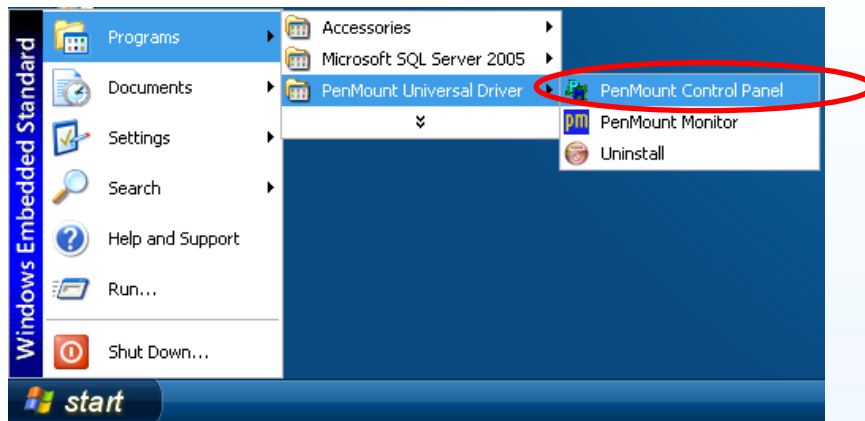 Windows Embedded Standard
Programs
Documents
Settings
Search
Help and Support
Run...
Shut Down...
start
Accessories
Microsoft SQL Server 2005
PenMount Universal Driver
PenMount Control Panel
pm PenMount Monitor
Uninstall